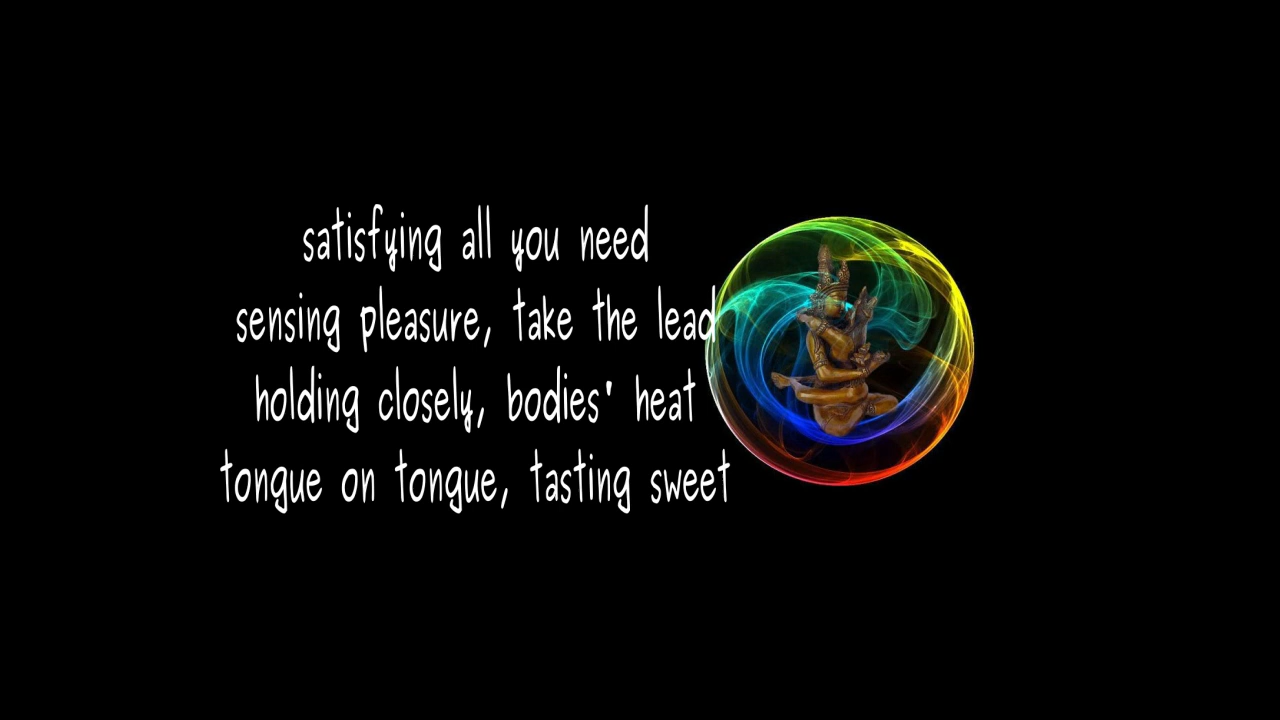 satisfying all you need
sensing pleasure, take the lead
holding closely, bodies' heat
tongue on tongue, tasting sweet